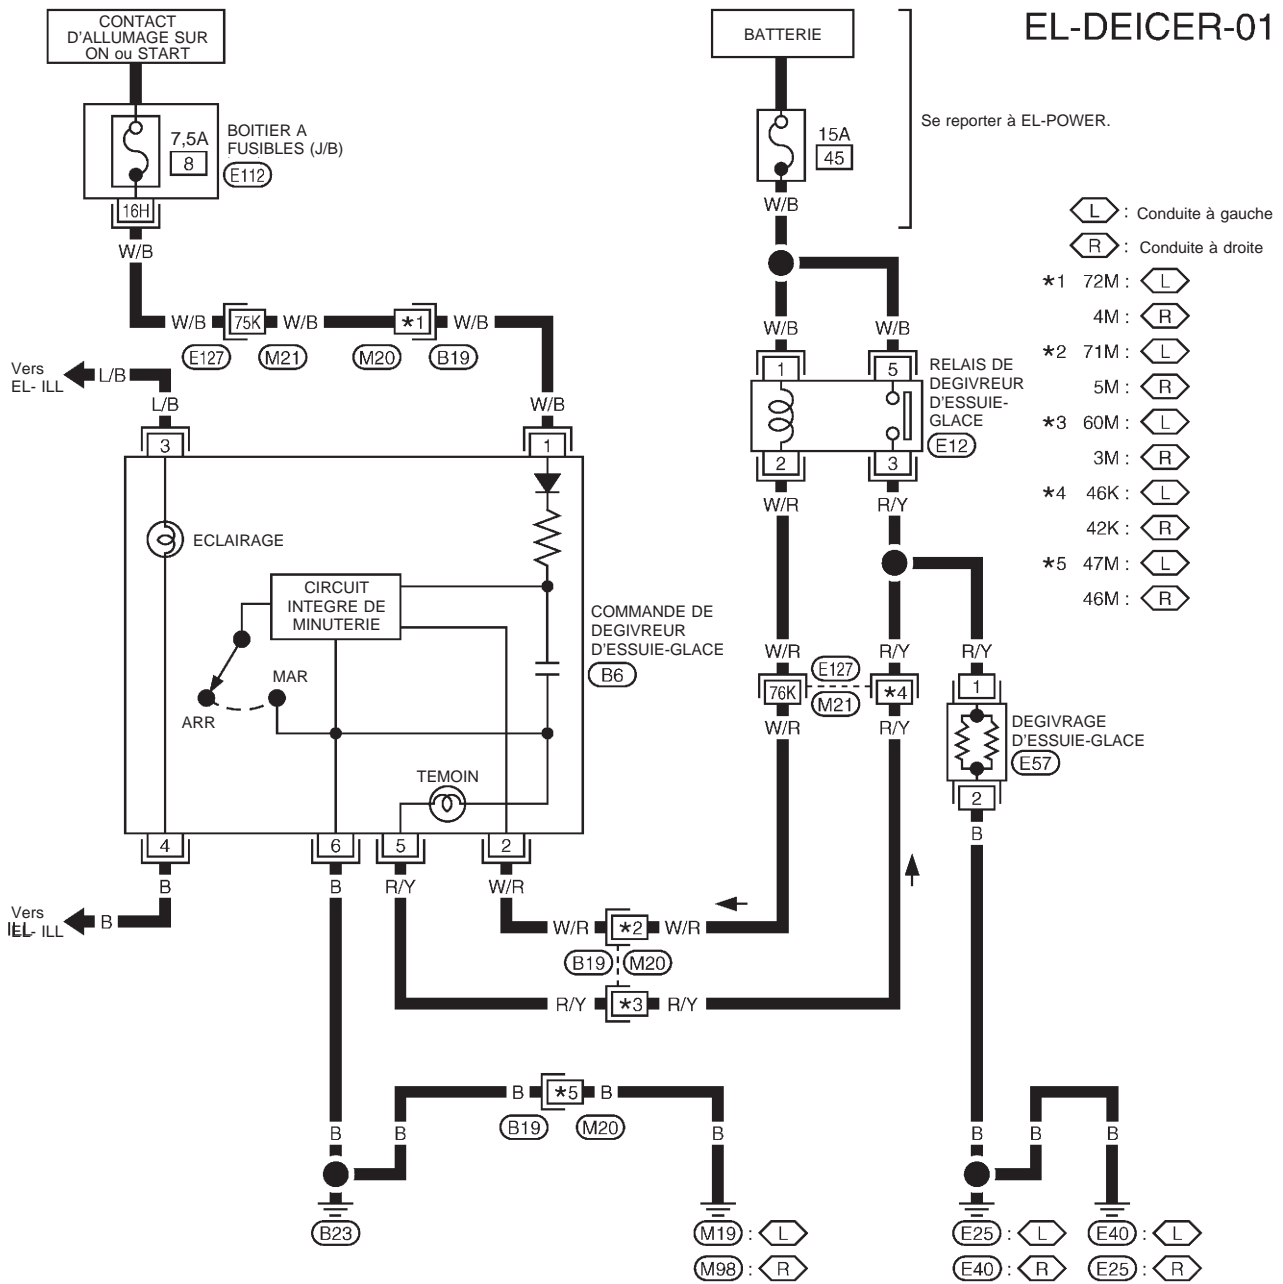 EL-DEICER-01
CONTACT
D'ALLUMAGE SUR
ON ou START
BATTERIE
Se reporter à EL-POWER.
7,5A
8
BOITIER A
FUSIBLES (J/B)
E112
16H
W/B
15A
45
W/B
L : Conduite à gauche
R : Conduite à droite
*1 72M : L
4M : R
*2 71M : L
5M : R
*3 60M : L
3M : R
*4 46K : L
42K : R
*5 47M : L
46M : R
W/B 75K W/B *1 W/B
E127 M21 M20 B19
W/B W/B
1 5
RELAIS DE
DEGIVREUR
D'ESSUIE-
GLACE
E12
2 3
W/R R/Y
Vers
EL- ILL
L/B
L/B
W/B
3 1
ECLAIRAGE
CIRCUIT
INTEGRE DE
MINUTERIE
COMMANDE DE
DEGIVREUR
D'ESSUIE-GLACE
B6
MAR
ARR
TEMOIN
W/R R/Y R/Y
E127
76K *4 1
M21
W/R R/Y
DEGIVRAGE
D'ESSUIE-GLACE
E57
2
B
4 6 5 2
B B R/Y W/R
Vers
EL- ILL
B
W/R *2 W/R
B19 M20
R/Y *3 R/Y
B *5 B
B19 M20
B B B B B B
B23
M19 : L
M98 : R
E25 : L E40 : L
E40 : R E25 : R